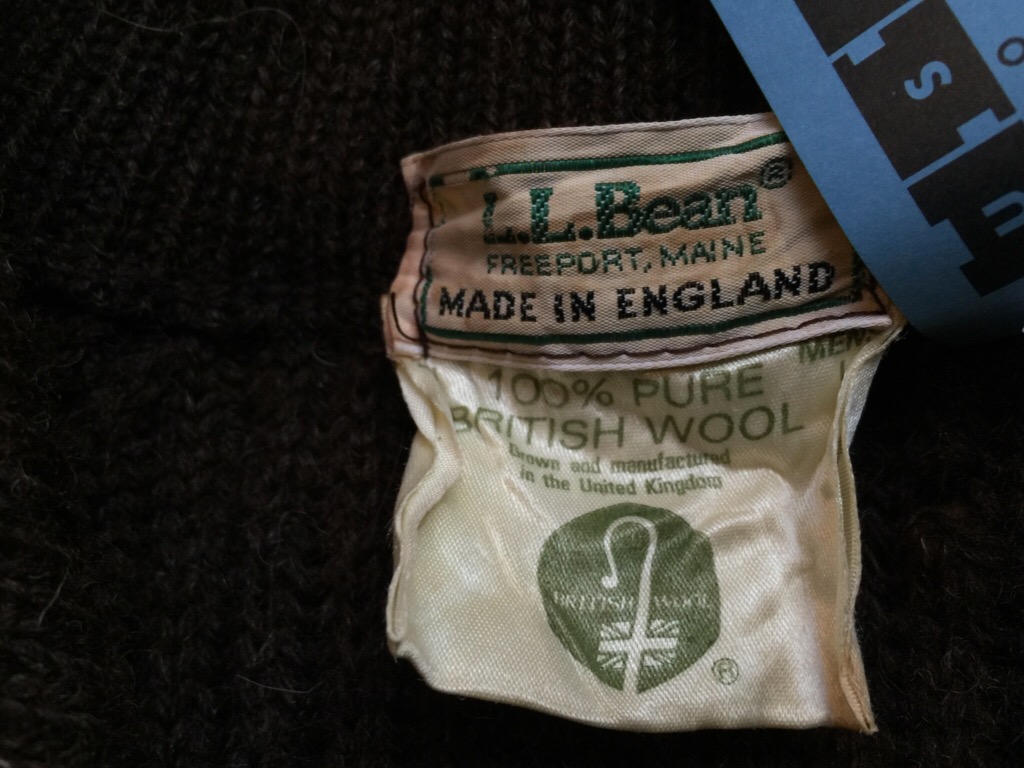 L.L.Bean®
FREEPORT, MAINE
MADE IN ENGLAND
100% PURE
BRITISH WOOL
Grown and manufactured
in the United Kingdom
BRITISH WOOL
®